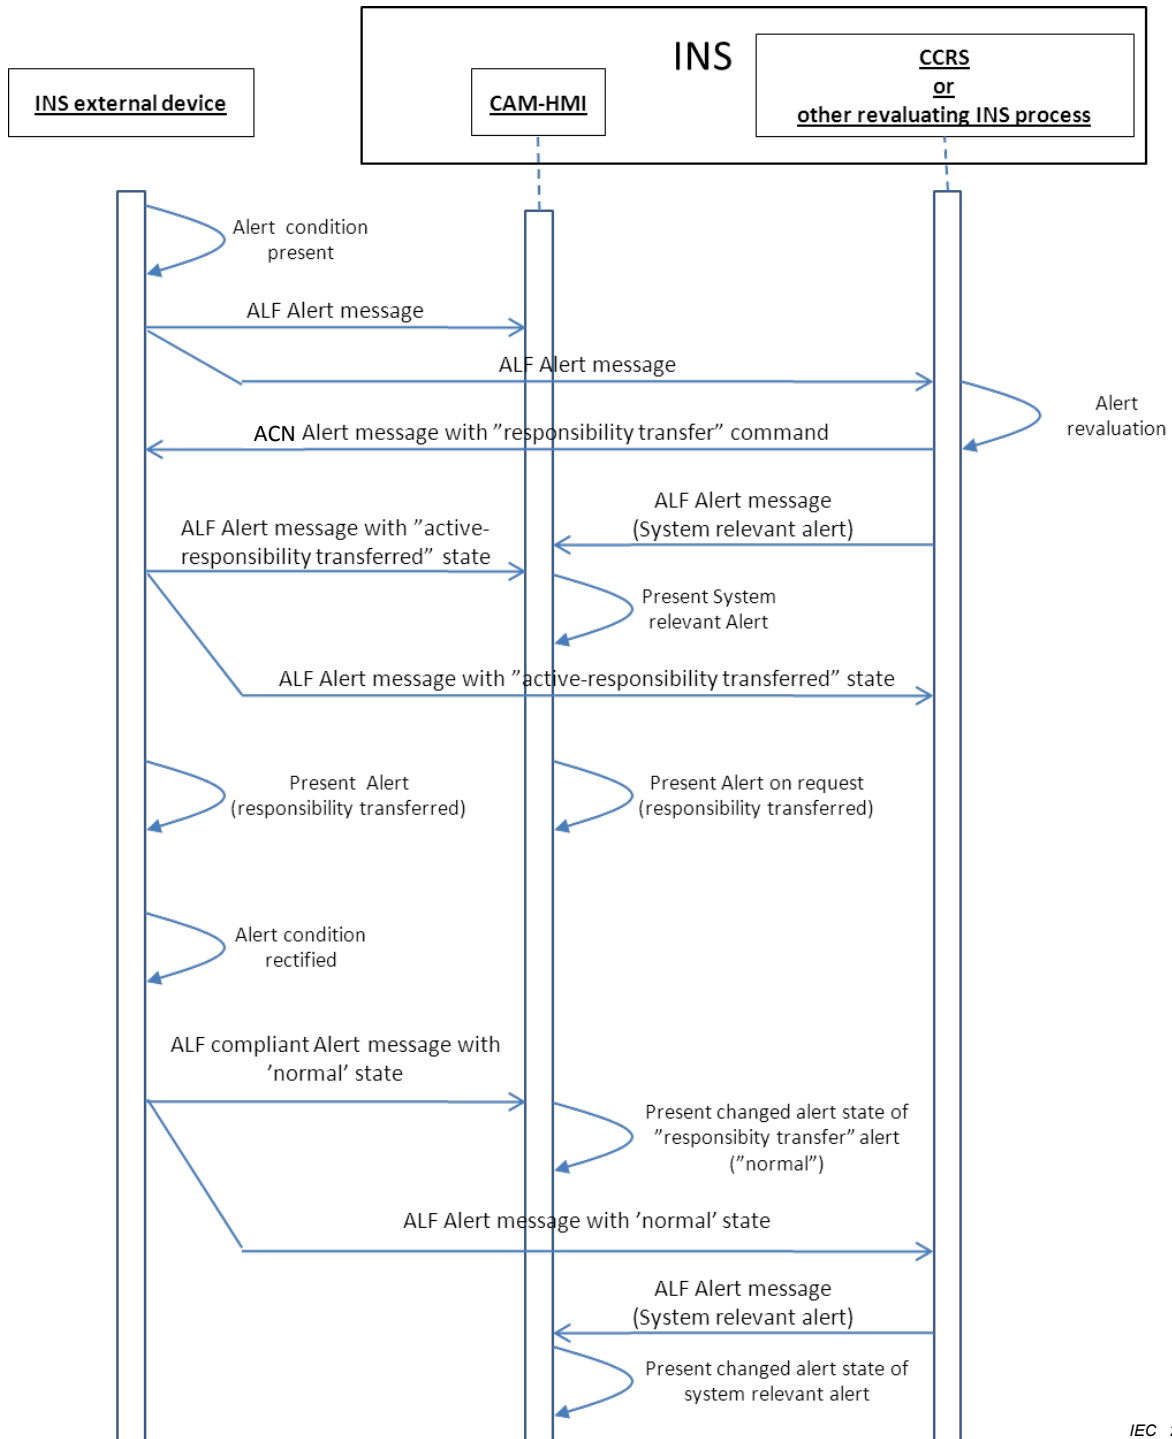 INS
CCRS
or
other revaluating INS process
INS external device
CAM-HMI
Alert condition
present
ALF Alert message
ALF Alert message
Alert
revaluation
ACN Alert message with ”responsibility transfer” command
ALF Alert message
(System relevant alert)
ALF Alert message with ”active-
responsibility transferred” state
Present System
relevant Alert
ALF Alert message with ”active-responsibility transferred” state
Present Alert
(responsibility transferred)
Present Alert on request
(responsibility transferred)
Alert condition
rectified
ALF compliant Alert message with
’normal’ state
Present changed alert state of
”responsibity transfer” alert
(”normal”)
ALF Alert message with ’normal’ state
ALF Alert message
(System relevant alert)
Present changed alert state of
system relevant alert
IEC